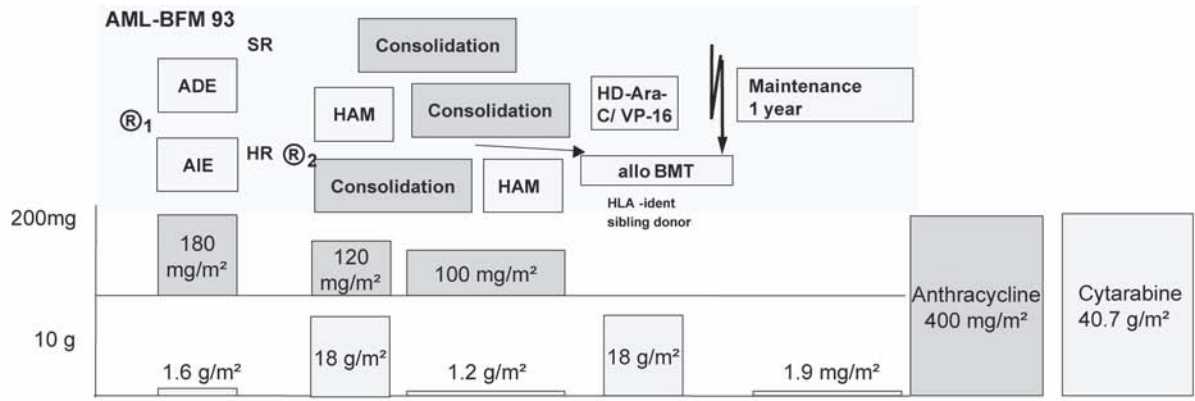 AML-BFM 93
SR
Consolidation
ADE
HAM
Consolidation
HD-Ara-
C/ VP-16
Maintenance
1 year
®1
AIE
HR ®2
Consolidation
HAM
allo BMT
HLA -ident
sibling donor
200mg
180
mg/m²
120
mg/m²
100 mg/m²
Anthracycline
400 mg/m²
Cytarabine
40.7 g/m²
10 g
1.6 g/m²
18 g/m²
1.2 g/m²
18 g/m²
1.9 mg/m²